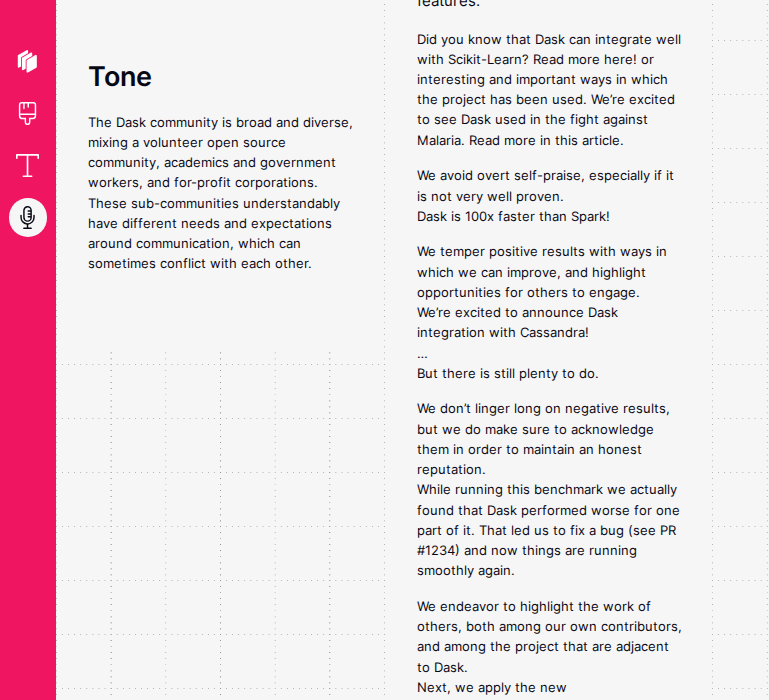 Tone
The Dask community is broad and diverse,
mixing a volunteer open source
community, academics and government
workers, and for-profit corporations.
These sub-communities understandably
have different needs and expectations
around communication, which can
sometimes conflict with each other.
features.
Did you know that Dask can integrate well
with Scikit-Learn? Read more here! or
interesting and important ways in which
the project has been used. We’re excited
to see Dask used in the fight against
Malaria. Read more in this article.
We avoid overt self-praise, especially if it
is not very well proven.
Dask is 100x faster than Spark!
We temper positive results with ways in
which we can improve, and highlight
opportunities for others to engage.
We’re excited to announce Dask
integration with Cassandra!
...
But there is still plenty to do.
We don’t linger long on negative results,
but we do make sure to acknowledge
them in order to maintain an honest
reputation.
While running this benchmark we actually
found that Dask performed worse for one
part of it. That led us to fix a bug (see PR
#1234) and now things are running
smoothly again.
We endeavor to highlight the work of
others, both among our own contributors,
and among the project that are adjacent
to Dask.
Next, we apply the new